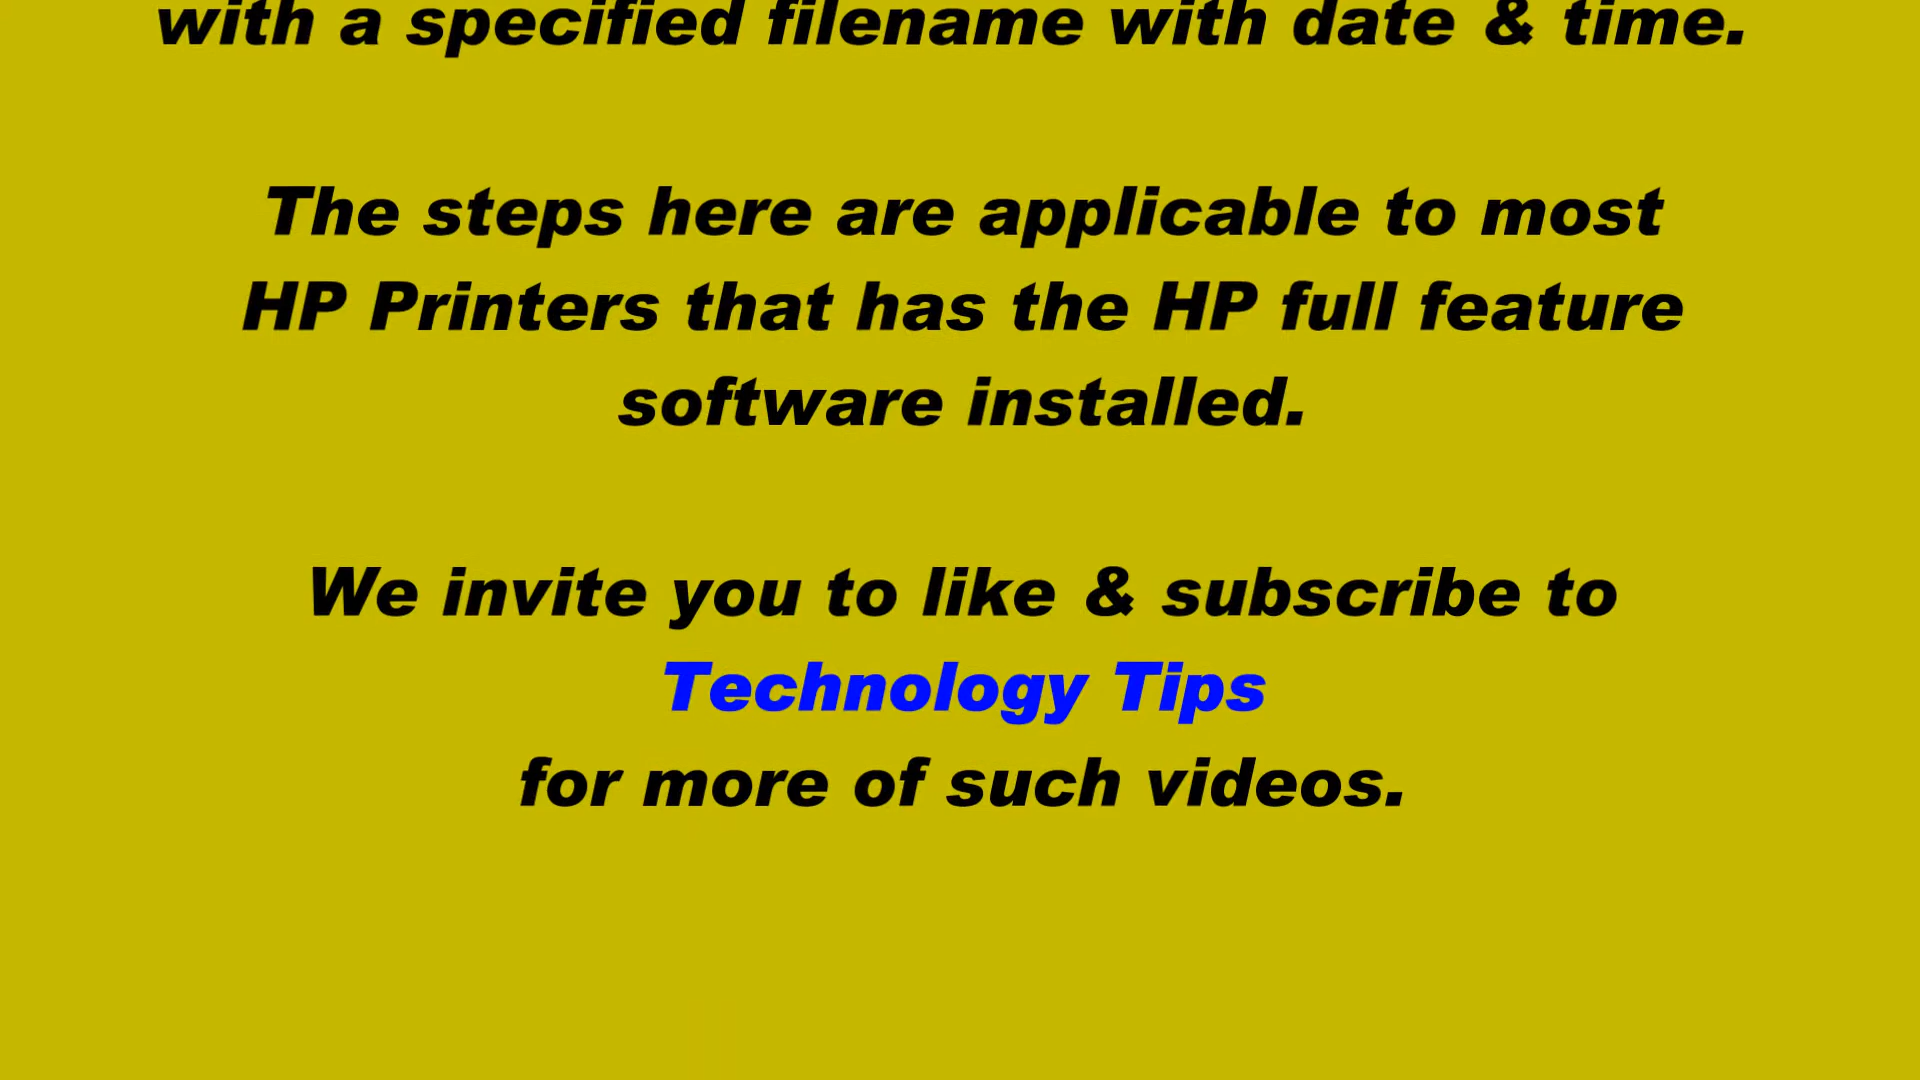 with a specified filename with date & time.
The steps here are applicable to most
HP Printers that has the HP full feature
software installed.
We invite you to like & subscribe to
Technology Tips
for more of such videos.